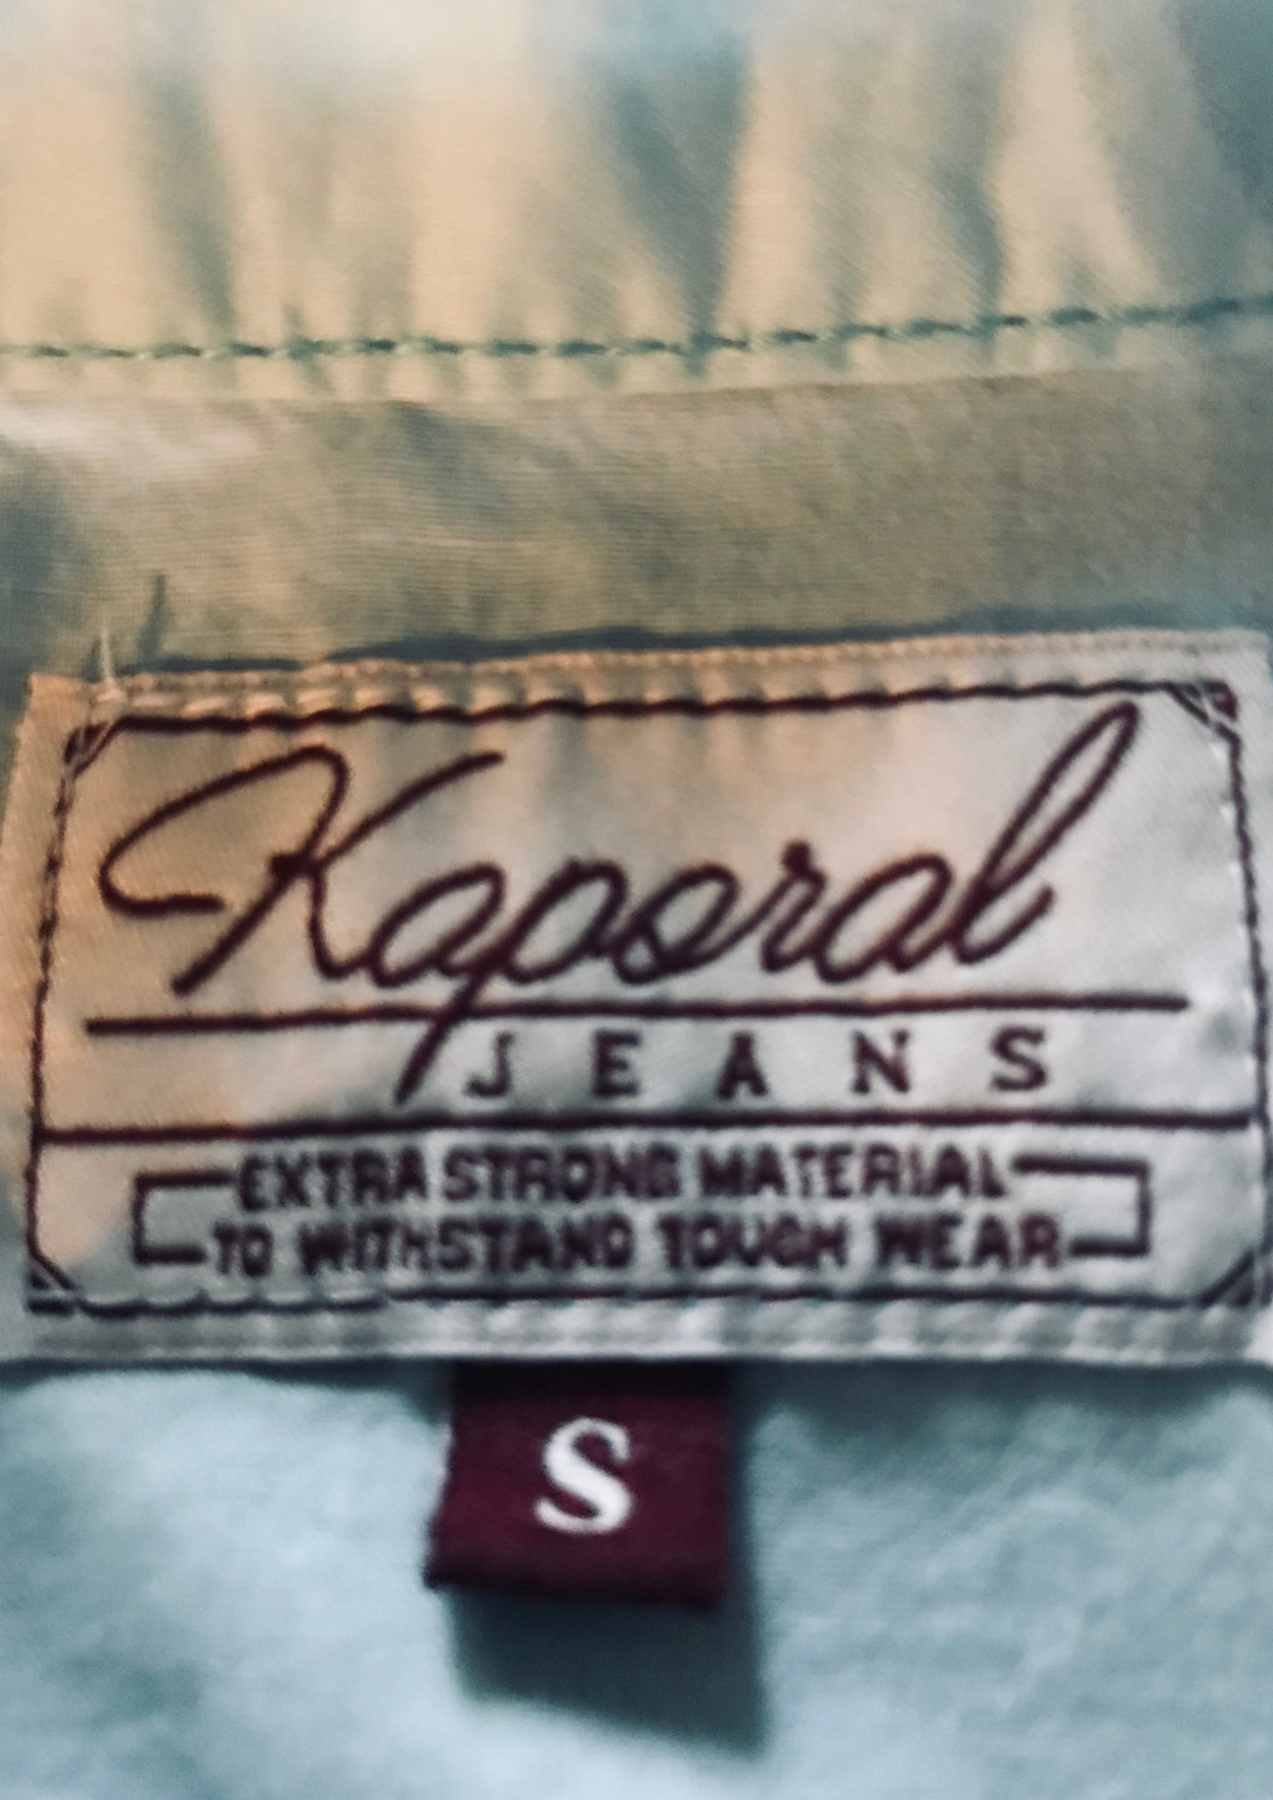 Kaporal
JEANS
EXTRA STRONG MATERIAL
TO WITHSTAND TOUGH WEAR
S